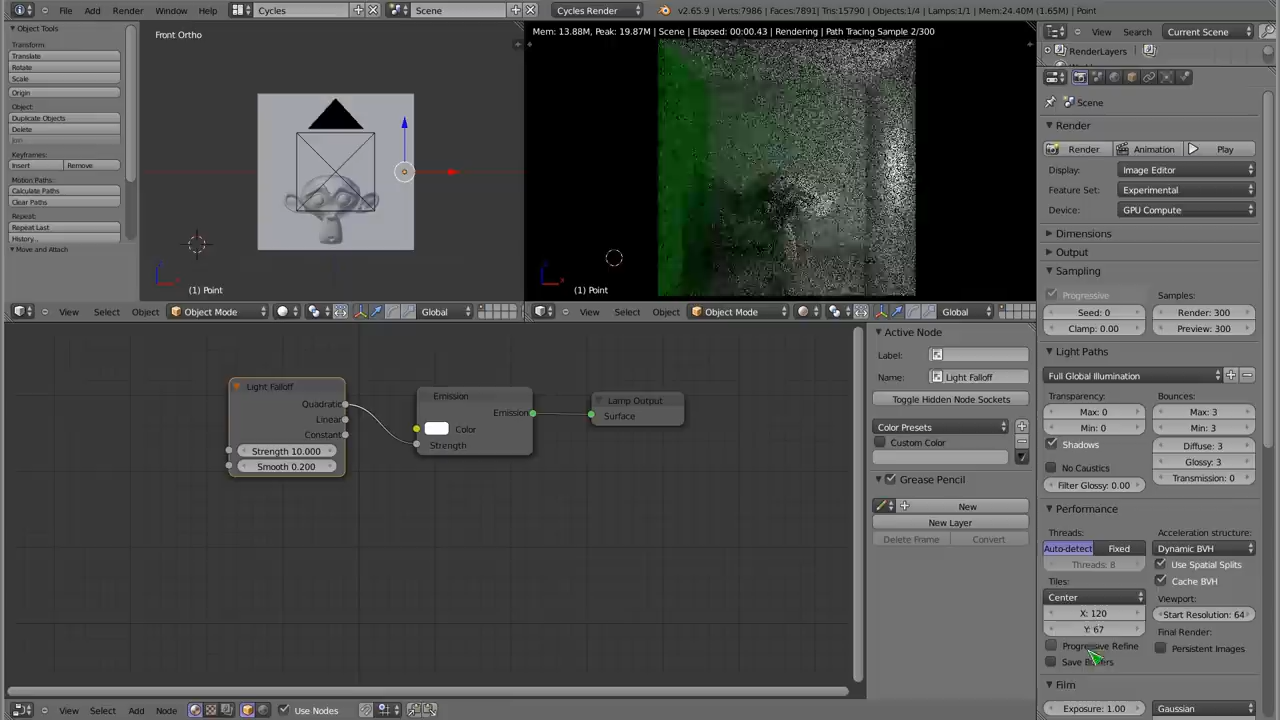 File Add Render Window Help Cycles Scene Cycles Render v2.65.9 | Verts:7986 | Faces:7891| Tris:15790 | Objects:1/4 | Lamps:1/1 | Mem:24.40M (1.65M) | Point
Object Tools
Transform:
Translate
Rotate
Scale
Origin
Object:
Duplicate Objects
Delete
Join
Keyframes:
Insert Remove
Motion Paths:
Calculate Paths
Clear Paths
Repeat:
Repeat Last
History...
Move and Attach
Front Ortho
(1) Point
View Select Object Object Mode Global
Mem: 13.88M, Peak: 19.87M | Scene | Elapsed: 00:00.43 | Rendering | Path Tracing Sample 2/300
(1) Point
View Select Object Object Mode Global
Light Falloff
Quadratic
Linear
Constant
Strength 10.000
Smooth 0.200
Emission
Emission
Color
Strength
Lamp Output
Surface
Active Node
Label:
Name: Light Falloff
Toggle Hidden Node Sockets
Color Presets
Custom Color
Grease Pencil
New
New Layer
Delete Frame Convert
View Select Add Node Use Nodes
View Search Current Scene
RenderLayers
Scene
Render
Render Animation Play
Display: Image Editor
Feature Set: Experimental
Device: GPU Compute
Dimensions
Output
Sampling
Progressive Samples:
Seed: 0 Render: 300
Clamp: 0.00 Preview: 300
Light Paths
Full Global Illumination
Transparency: Bounces:
Max: 0 Max: 3
Min: 0 Min: 3
Shadows Diffuse: 3
No Caustics Glossy: 3
Filter Glossy: 0.00 Transmission: 0
Performance
Threads: Acceleration structure:
Auto-detect Fixed Dynamic BVH
Threads: 8 Use Spatial Splits
Tiles: Cache BVH
Center Viewport:
X: 120 Start Resolution: 64
Y: 67 Final Render:
Progressive Refine Persistent Images
Save Buffers
Film
Exposure: 1.00 Gaussian